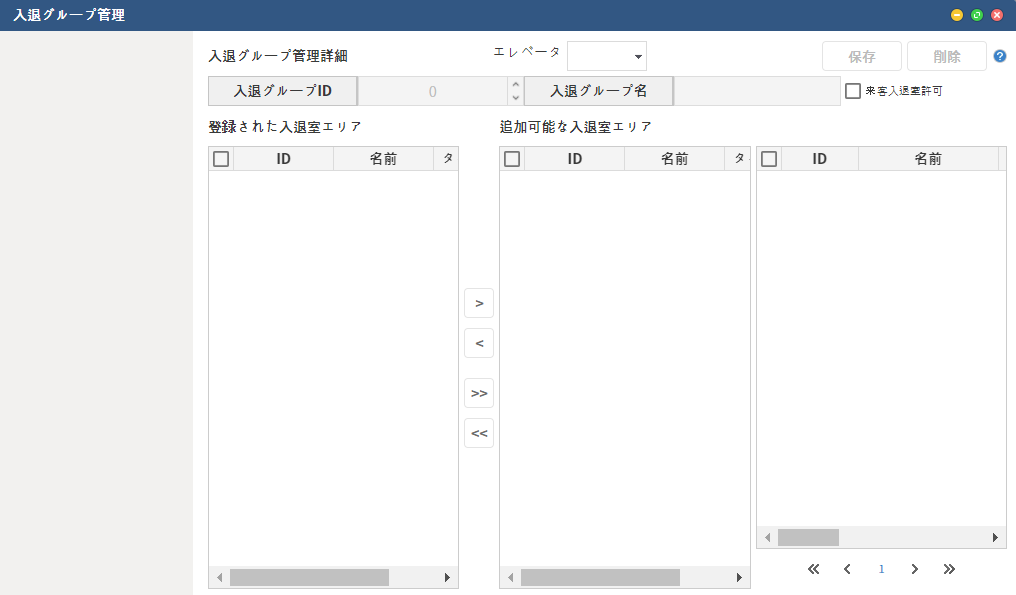 入退グループ管理
入退グループ管理詳細 エレベータ 保存 削除 ?
入退グループID 0 入退グループ名 来客入退室許可
登録された入退室エリア 追加可能な入退室エリア
ID 名前 タ ID 名前 タ ID 名前
>
<
>>
<<
« < 1 > »